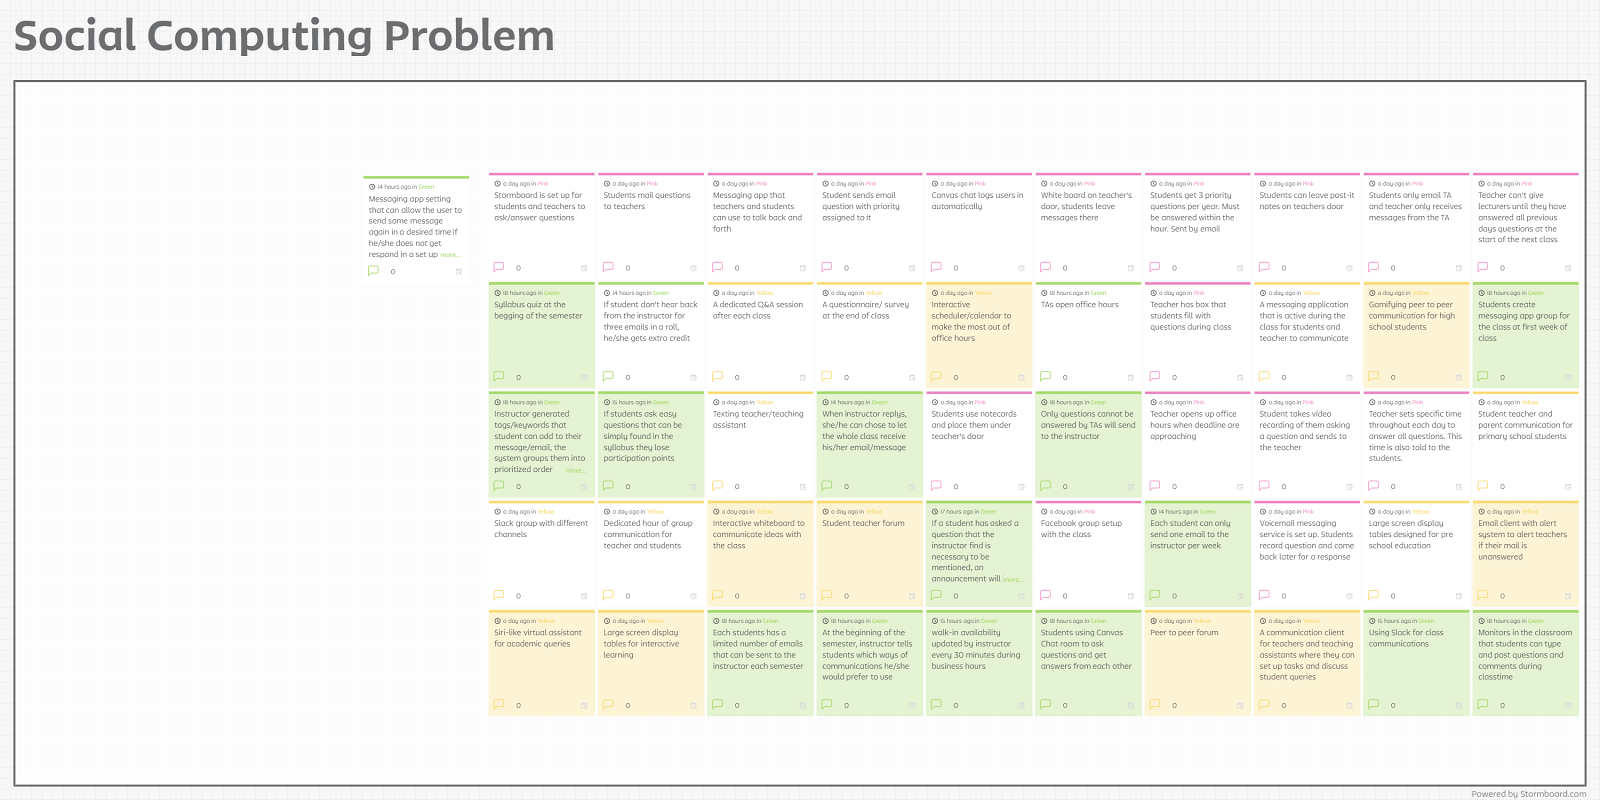 Social Computing Problem
14 hours ago in Green
Messaging app setting
that can allow the user to
send same message
again in a desired time if
he/she does not get
respond in a set up more...
0
a day ago in Pink
Stormboard is set up for
students and teachers to
ask/answer questions
0
a day ago in Pink
Students mail questions
to teachers
0
a day ago in Pink
Messaging app that
teachers and students
can use to talk back and
forth
0
a day ago in Pink
Student sends email
question with priority
assigned to it
0
a day ago in Pink
Canvas chat logs users in
automatically
0
a day ago in Pink
White board on teacher's
door, students leave
messages there
0
a day ago in Pink
Students get 3 priority
questions per year. Must
be answered within the
hour. Sent by email
0
a day ago in Pink
Students can leave post-it
notes on teachers door
0
a day ago in Pink
Students only email TA
and teacher only receives
messages from the TA
0
a day ago in Pink
Teacher can't give
lecturers until they have
answered all previous
days questions at the
start of the next class
0
18 hours ago in Green
Syllabus quiz at the
begging of the semester
0
14 hours ago in Green
If student don't hear back
from the instructor for
three emails in a roll,
he/she gets extra credit
0
a day ago in Yellow
A dedicated Q&A session
after each class
0
a day ago in Yellow
A questionnaire/ survey
at the end of class
0
a day ago in Yellow
Interactive
scheduler/calendar to
make the most out of
office hours
0
18 hours ago in Green
TAs open office hours
0
a day ago in Pink
Teacher has box that
students fill with
questions during class
0
a day ago in Yellow
A messaging application
that is active during the
class for students and
teacher to communicate
0
a day ago in Yellow
Gamifying peer to peer
communication for high
school students
0
18 hours ago in Green
Students create
messaging app group for
the class at first week of
class
0
18 hours ago in Green
Instructor generated
tags/keywords that
student can add to their
message/email, the
system groups them into
prioritized order more...
0
15 hours ago in Green
If students ask easy
questions that can be
simply found in the
syllabus they lose
participation points
0
a day ago in Yellow
Texting teacher/teaching
assistant
0
14 hours ago in Green
When instructor replys,
she/he can chose to let
the whole class receive
his/her email/message
0
a day ago in Pink
Students use notecards
and place them under
teacher's door
0
18 hours ago in Green
Only questions cannot be
answered by TAs will send
to the instructor
0
a day ago in Pink
Teacher opens up office
hours when deadline are
approaching
0
a day ago in Pink
Student takes video
recording of them asking
a question and sends to
the teacher
0
a day ago in Pink
Teacher sets specific time
throughout each day to
answer all questions. This
time is also told to the
students.
0
a day ago in Yellow
Student teacher and
parent communication for
primary school students
0
a day ago in Yellow
Slack group with different
channels
0
a day ago in Yellow
Dedicated hour of group
communication for
teacher and students
0
a day ago in Yellow
Interactive whiteboard to
communicate ideas with
the class
0
a day ago in Yellow
Student teacher forum
0
17 hours ago in Green
If a student has asked a
question that the
instructor find is
necessary to be
mentioned, an
announcement will more...
0
a day ago in Pink
Facebook group setup
with the class
0
14 hours ago in Green
Each student can only
send one email to the
instructor per week
0
a day ago in Pink
Voicemail messaging
service is set up. Students
record question and come
back later for a response
0
a day ago in Yellow
Large screen display
tables designed for pre
school education
0
a day ago in Yellow
Email client with alert
system to alert teachers
if their mail is
unanswered
0
a day ago in Yellow
Siri-like virtual assistant
for academic queries
0
a day ago in Yellow
Large screen display
tables for interactive
learning
0
18 hours ago in Green
Each students has a
limited number of emails
that can be sent to the
instructor each semester
0
18 hours ago in Green
At the beginning of the
semester, instructor tells
students which ways of
communications he/she
would prefer to use
0
15 hours ago in Green
walk-in availability
updated by instructor
every 30 minutes during
business hours
0
18 hours ago in Green
Students using Canvas
Chat room to ask
questions and get
answers from each other
0
a day ago in Yellow
Peer to peer forum
0
a day ago in Yellow
A communication client
for teachers and teaching
assistants where they can
set up tasks and discuss
student queries
0
15 hours ago in Green
Using Slack for class
communications
0
18 hours ago in Green
Monitors in the classroom
that students can type
and post questions and
comments during
classtime
0
Powered by Stormboard.com